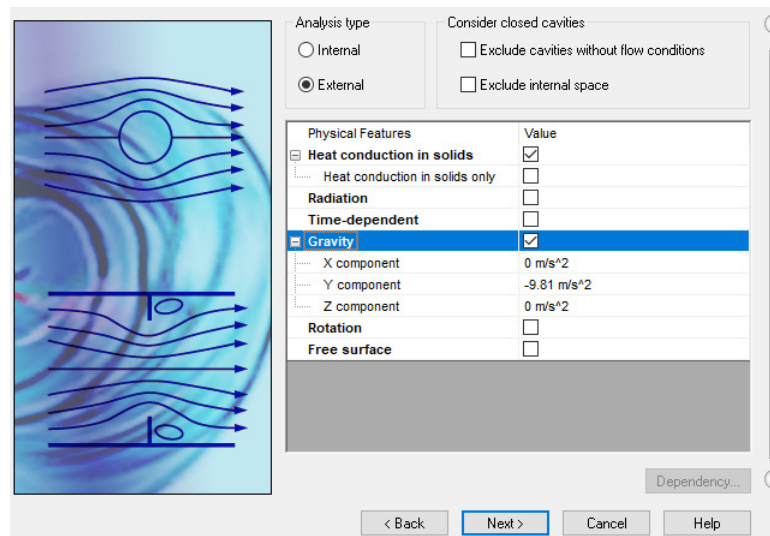 Analysis type
Internal
External
Consider closed cavities
Exclude cavities without flow conditions
Exclude internal space
Physical Features Value
Heat conduction in solids
Heat conduction in solids only
Radiation
Time-dependent
Gravity
X component 0 m/s^2
Y component -9.81 m/s^2
Z component 0 m/s^2
Rotation
Free surface
Dependency...
< Back Next > Cancel Help